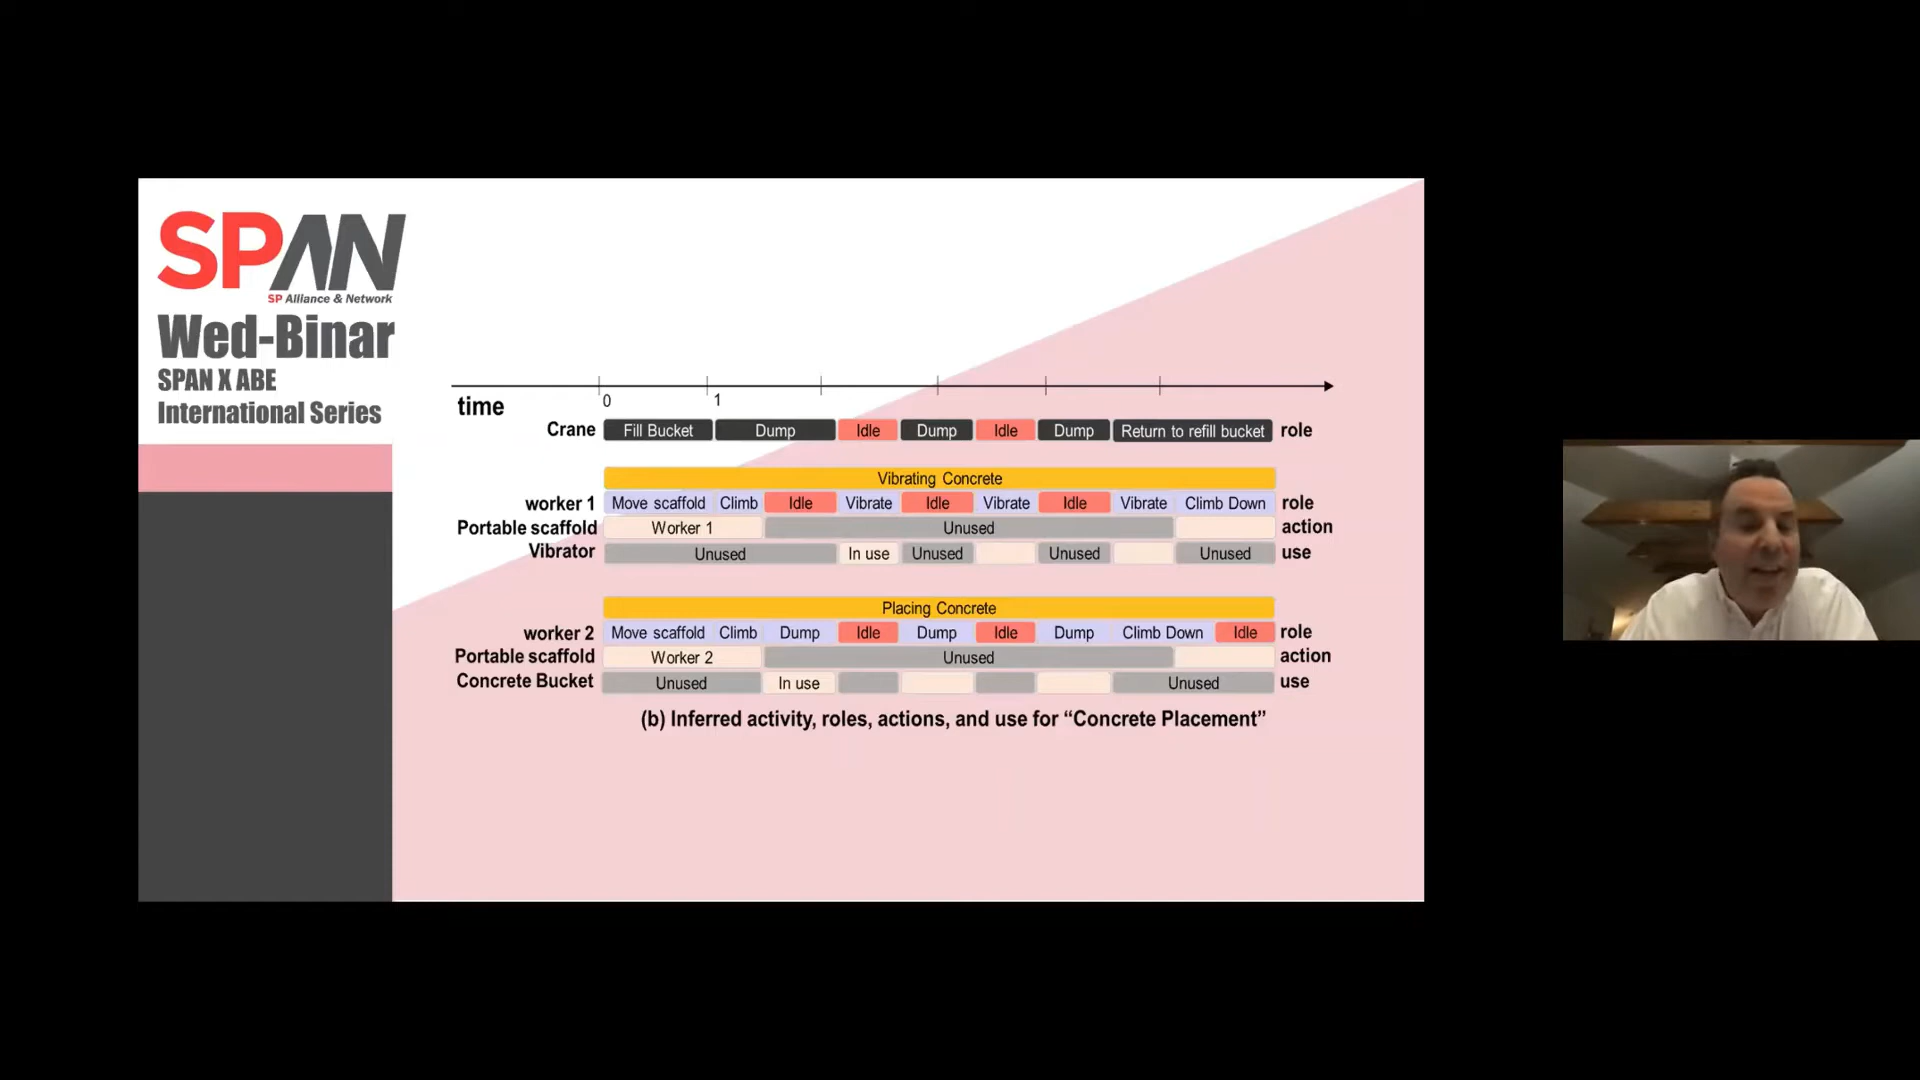 SPAN
SP Alliance & Network
Wed-Binar
SPAN X ABE
International Series
time 0 1
Crane Fill Bucket Dump Idle Dump Idle Dump Return to refill bucket role
Vibrating Concrete
worker 1 Move scaffold Climb Idle Vibrate Idle Vibrate Idle Vibrate Climb Down role
Portable scaffold Worker 1 Unused action
Vibrator Unused In use Unused Unused Unused use
Placing Concrete
worker 2 Move scaffold Climb Dump Idle Dump Idle Dump Climb Down Idle role
Portable scaffold Worker 2 Unused action
Concrete Bucket Unused In use Unused use
(b) Inferred activity, roles, actions, and use for “Concrete Placement”